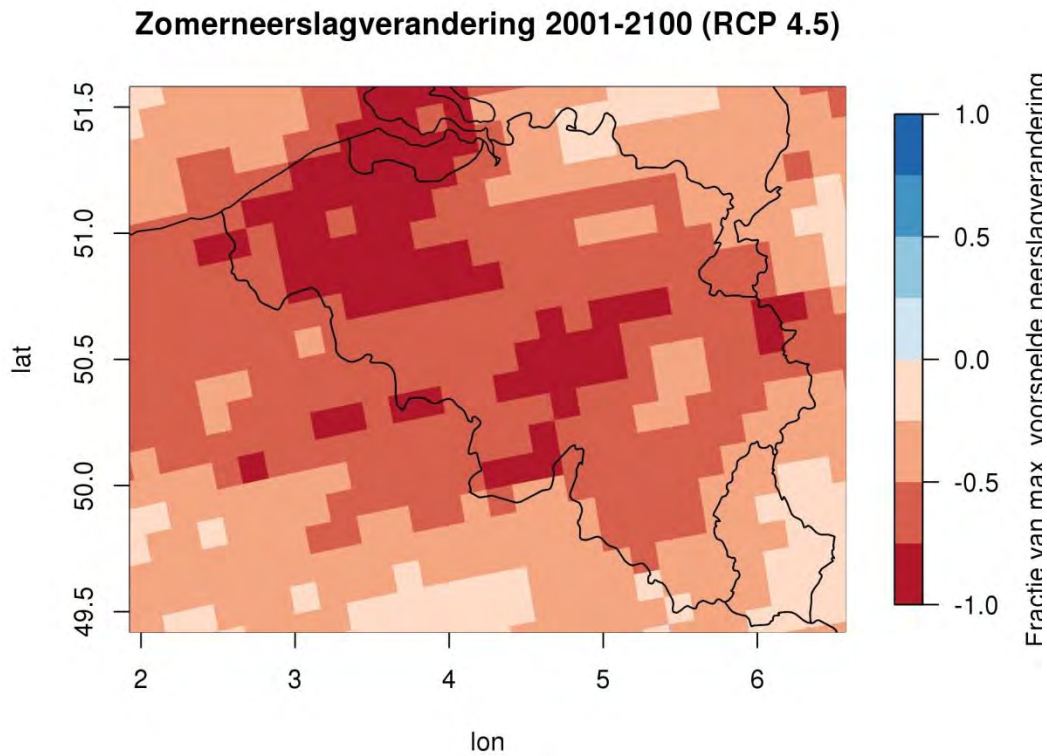 Zomerneerslagverandering 2001-2100 (RCP 4.5)
51.5
51.0
50.5
50.0
49.5
lat
2 3 4 5 6
lon
1.0
0.5
0.0
-0.5
-1.0
Fractie van max. voorspelde neerslagverandering